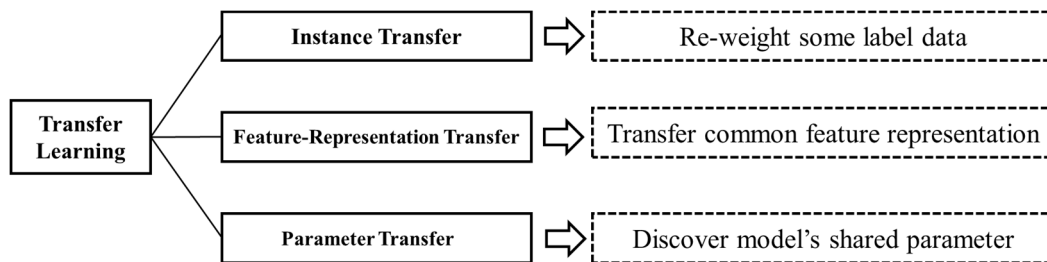 Instance Transfer
Re-weight some label data
Transfer
Learning
Feature-Representation Transfer
Transfer common feature representation
Parameter Transfer
Discover model's shared parameter